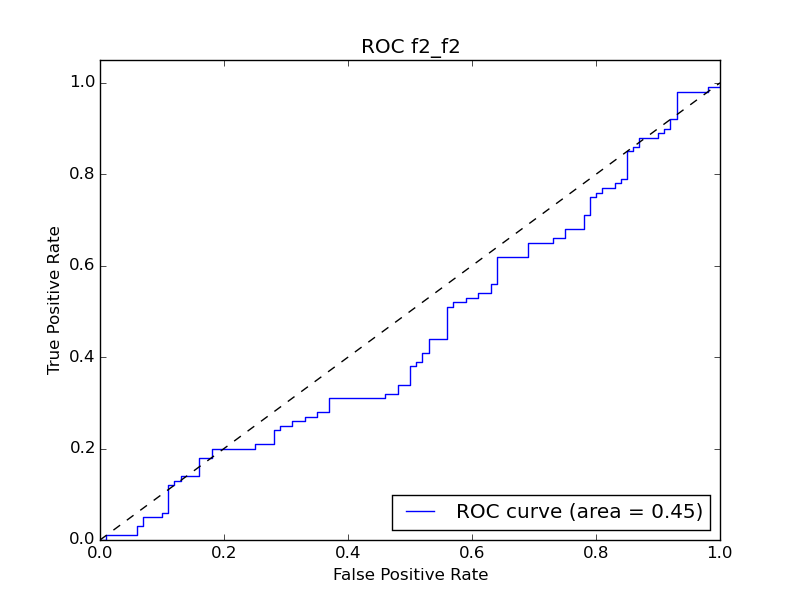 ROC f2_f2
1.0
0.8
0.6
0.4
0.2
0.0
True Positive Rate
ROC curve (area = 0.45)
0.0 0.2 0.4 0.6 0.8 1.0
False Positive Rate